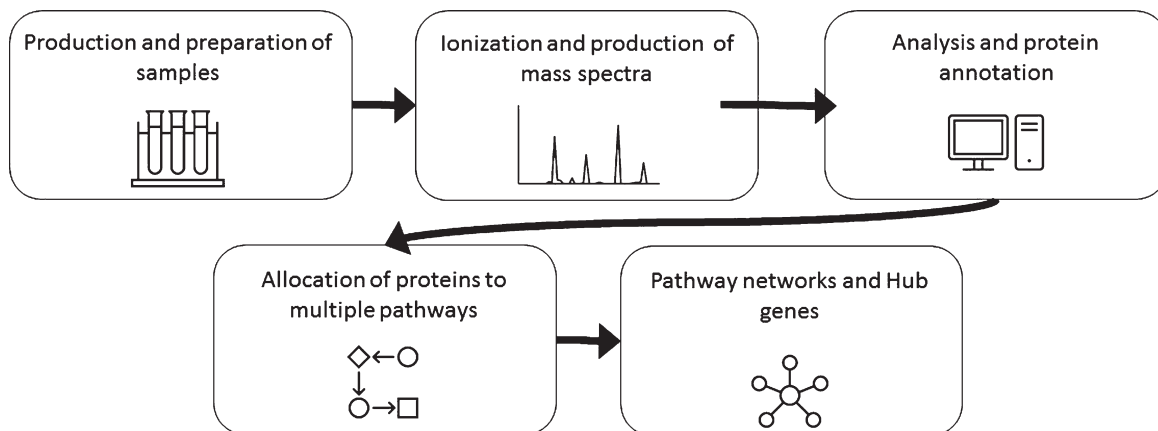 Production and preparation of
samples
Ionization and production of
mass spectra
Analysis and protein
annotation
Allocation of proteins to
multiple pathways
Pathway networks and Hub
genes